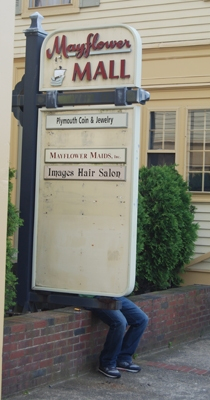 Mayflower
MALL
Plymouth Coin & Jewelry
MAYFLOWER MAIDS, INC.
Images Hair Salon